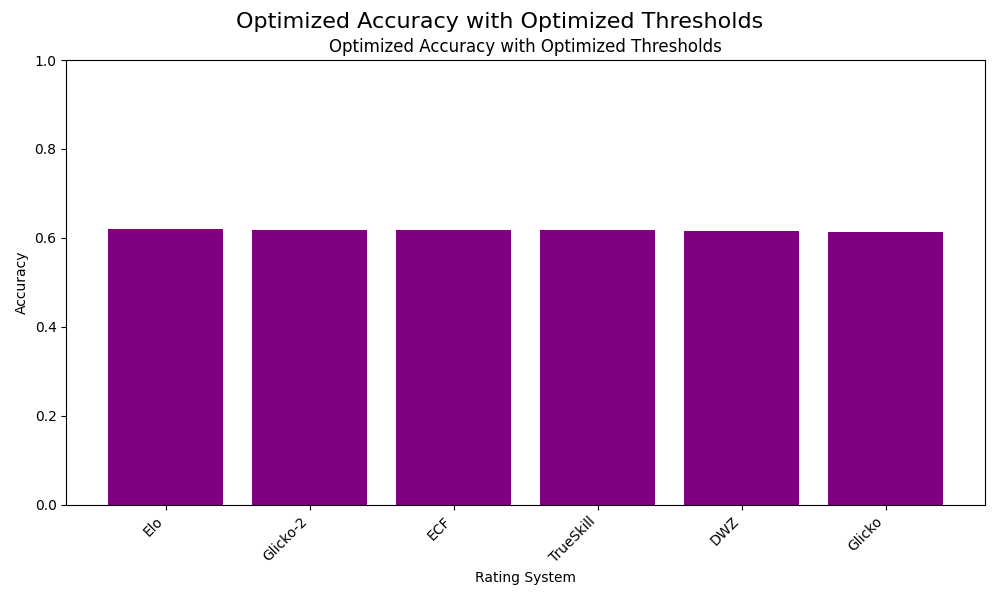 Optimized Accuracy with Optimized Thresholds
Optimized Accuracy with Optimized Thresholds
1.0
0.8
0.6
0.4
0.2
0.0
Accuracy
Elo
Glicko-2
ECF
TrueSkill
DWZ
Glicko
Rating System